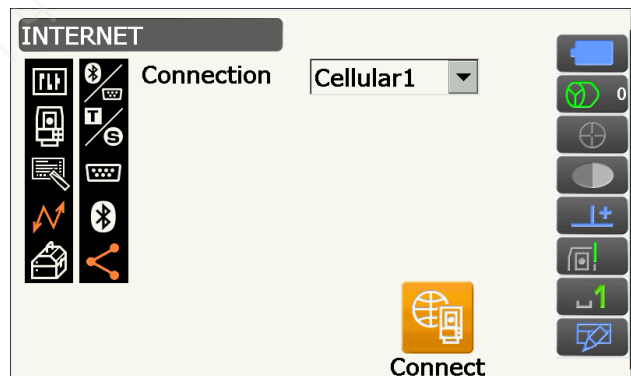 INTERNET
Connection
Cellular1
T
S
0
1
Connect